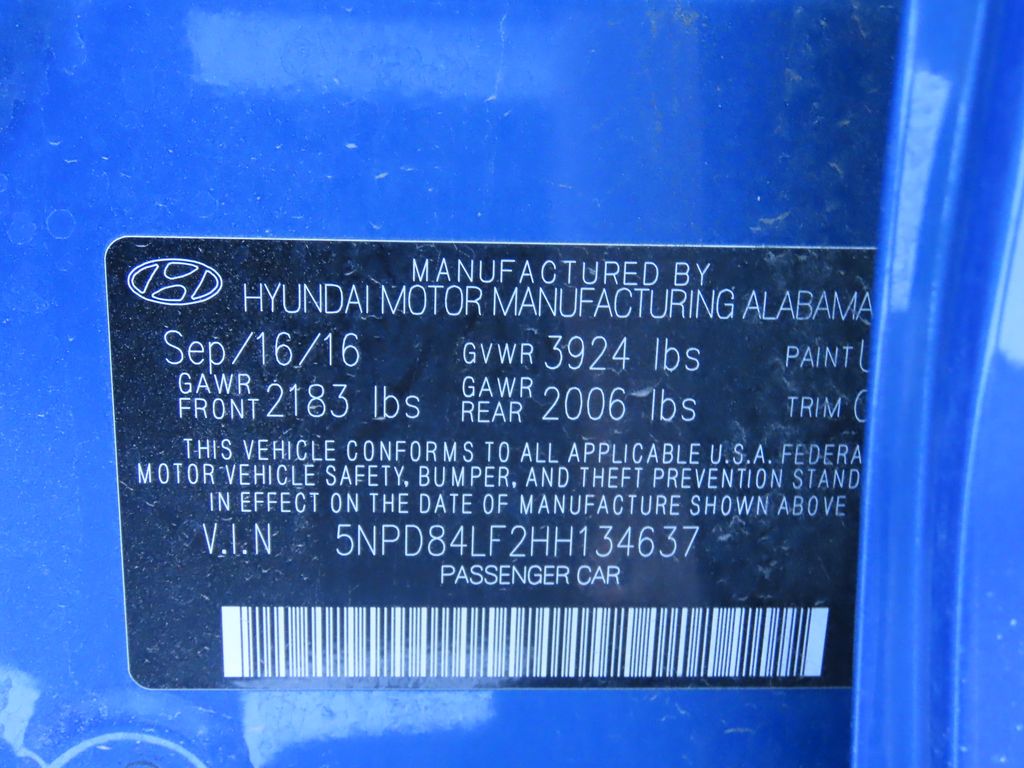 MANUFACTURED BY
HYUNDAI MOTOR MANUFACTURING ALABAMA
Sep/16/16 GVWR 3924 lbs PAINT
GAWR FRONT 2183 lbs GAWR REAR 2006 lbs TRIM
THIS VEHICLE CONFORMS TO ALL APPLICABLE U.S.A. FEDERA
MOTOR VEHICLE SAFETY, BUMPER, AND THEFT PREVENTION STAND
IN EFFECT ON THE DATE OF MANUFACTURE SHOWN ABOVE
V.I.N 5NPD84LF2HH134637
PASSENGER CAR